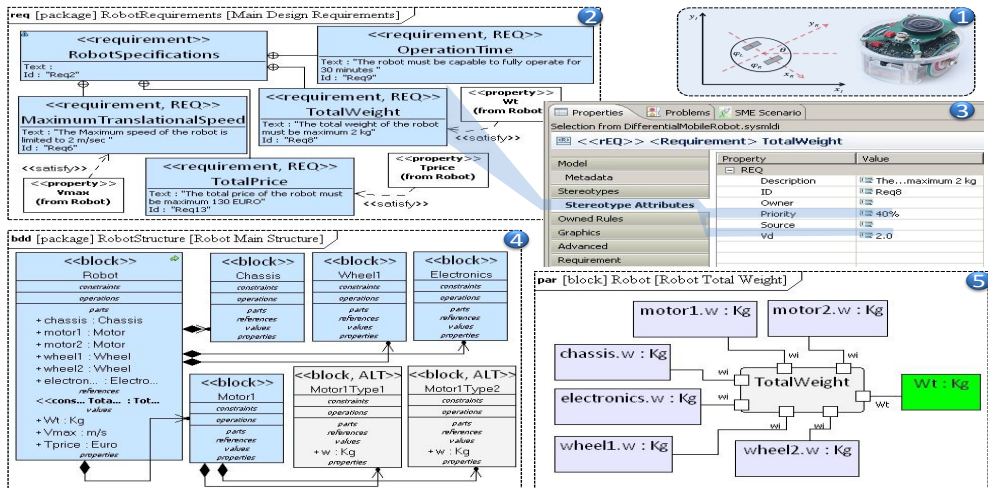 req [package] RobotRequirements [Main Design Requirements]
2
<<requirement>>
RobotSpecifications
Text :
Id : "Req2"
<<requirement, REQ>>
OperationTime
Text : "The robot must be capable to fully operate for
30 minutes "
Id : "Req9"
<<requirement, REQ>>
MaximumTranslationalSpeed
Text : "The Maximum speed of the robot is
limited to 2 m/sec "
Id : "Req6"
<<requirement, REQ>>
TotalWeight
Text : "The total weight of the robot
must be maximum 2 kg"
Id : "Req8"
<<property>>
Wt
(from Robot)
<<satisfy>>
<<satisfy>>
<<property>>
Vmax
(from Robot)
<<requirement, REQ>>
TotalPrice
Text : "The total price of the robot must be
maximum 130 EURO"
Id : "Req13"
<<property>>
Tprice
(from Robot)
<<satisfy>>
1
3
Properties
Problems
SME Scenario
Selection from DifferentialMobileRobot.sysmldi
<<rEQ>> <Requirement> TotalWeight
Model
Metadata
Stereotypes
Stereotype Attributes
Owned Rules
Graphics
Advanced
Requirement
Property Value
REQ
Description The...maximum 2 kg
ID Req8
Owner
Priority 40%
Source
Vd 2.0
bdd [package] RobotStructure [Robot Main Structure]
4
<<block>>
Robot
constraints
operations
parts
+ chassis : Chassis
+ motor1 : Motor
+ motor2 : Motor
+ wheel1 : Wheel
+ wheel2 : Wheel
+ electron... : Electro...
references
<<cons... Tota... : Tot...
values
+ Wt : Kg
+ Vmax : m/s
+ Tprice : Euro
properties
<<block>>
Chassis
constraints
operations
parts
references
values
properties
<<block>>
Wheel1
constraints
operations
parts
references
values
properties
<<block>>
Electronics
constraints
operations
parts
references
values
properties
<<block>>
Motor1
constraints
operations
parts
references
values
properties
<<block, ALT>>
Motor1Type1
constraints
operations
parts
references
values
+ w : Kg
properties
<<block, ALT>>
Motor1Type2
constraints
operations
parts
references
values
+ w : Kg
properties
par [block] Robot [Robot Total Weight]
5
motor1.w : Kg
motor2.w : Kg
chassis.w : Kg
electronics.w : Kg
wheel1.w : Kg
wheel2.w : Kg
wi
wi
wi
wi
wi
wi
TotalWeight
Wt
Wt : Kg